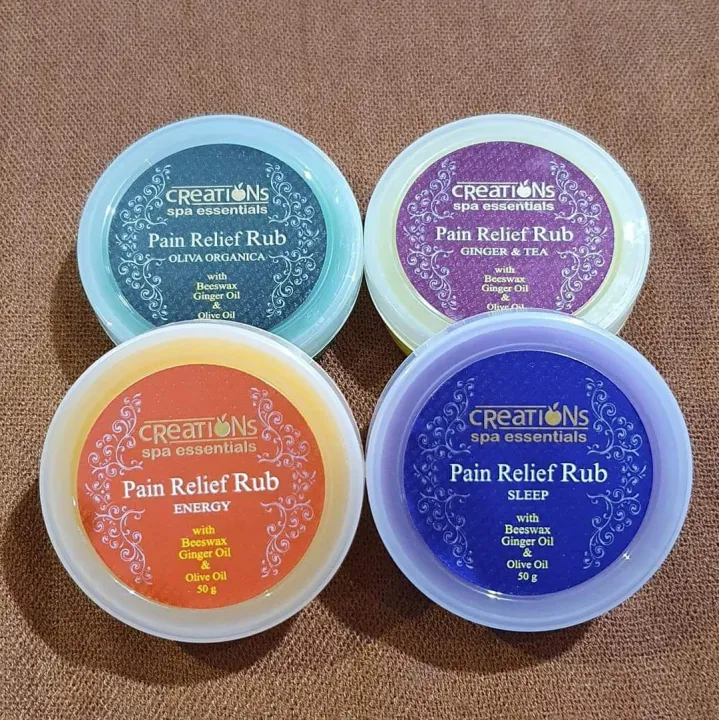 CREATIONS
spa essentials
Pain Relief Rub
OLIVA ORGANICA
with
Beeswax
Ginger Oil
&
Olive Oil
CREATIONS
spa essentials
Pain Relief Rub
GINGER & TEA
with
Beeswax
Ginger Oil
&
Olive Oil
CREATIONS
spa essentials
Pain Relief Rub
ENERGY
with
Beeswax
Ginger Oil
&
Olive Oil
50 g
CREATIONS
spa essentials
Pain Relief Rub
SLEEP
with
Beeswax
Ginger Oil
&
Olive Oil
50 g